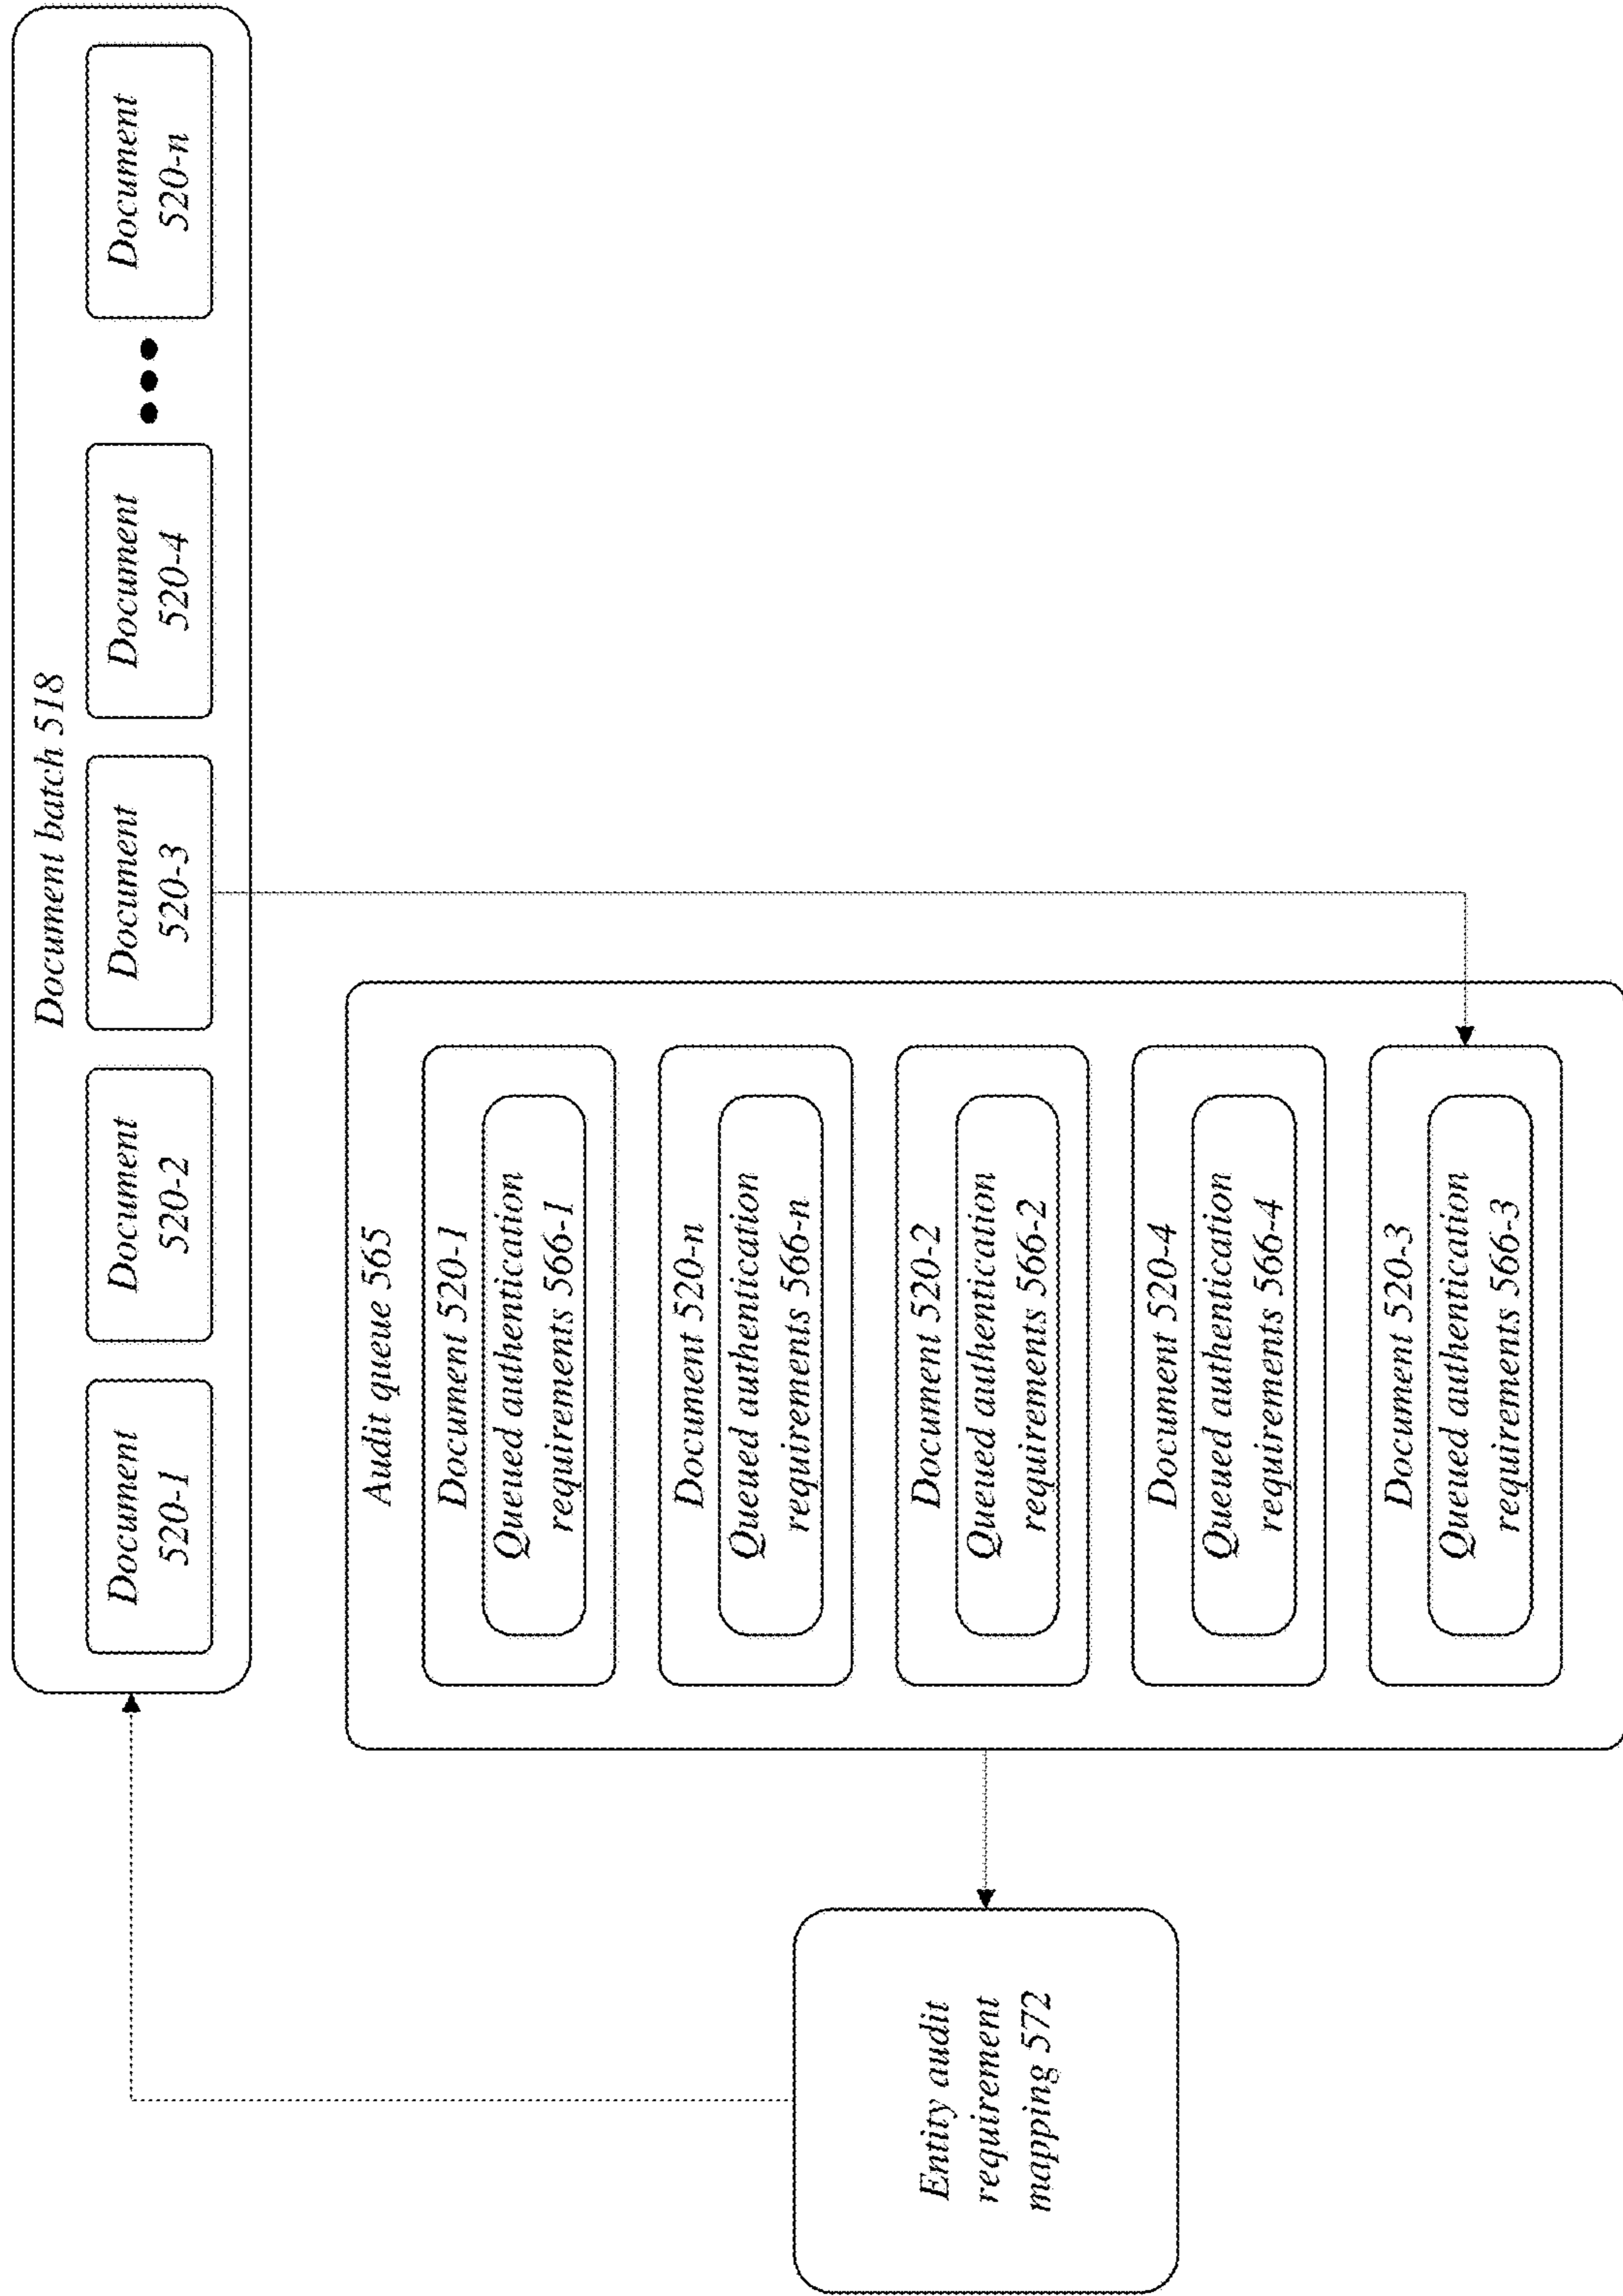 Document batch 518
Document
520-1
Document
520-2
Document
520-3
Document
520-4
Document
520-n
Audit queue 565
Document 520-1
Queued authentication
requirements 566-1
Document 520-n
Queued authentication
requirements 566-n
Document 520-2
Queued authentication
requirements 566-2
Document 520-4
Queued authentication
requirements 566-4
Document 520-3
Queued authentication
requirements 566-3
Entity audit
requirement
mapping 572